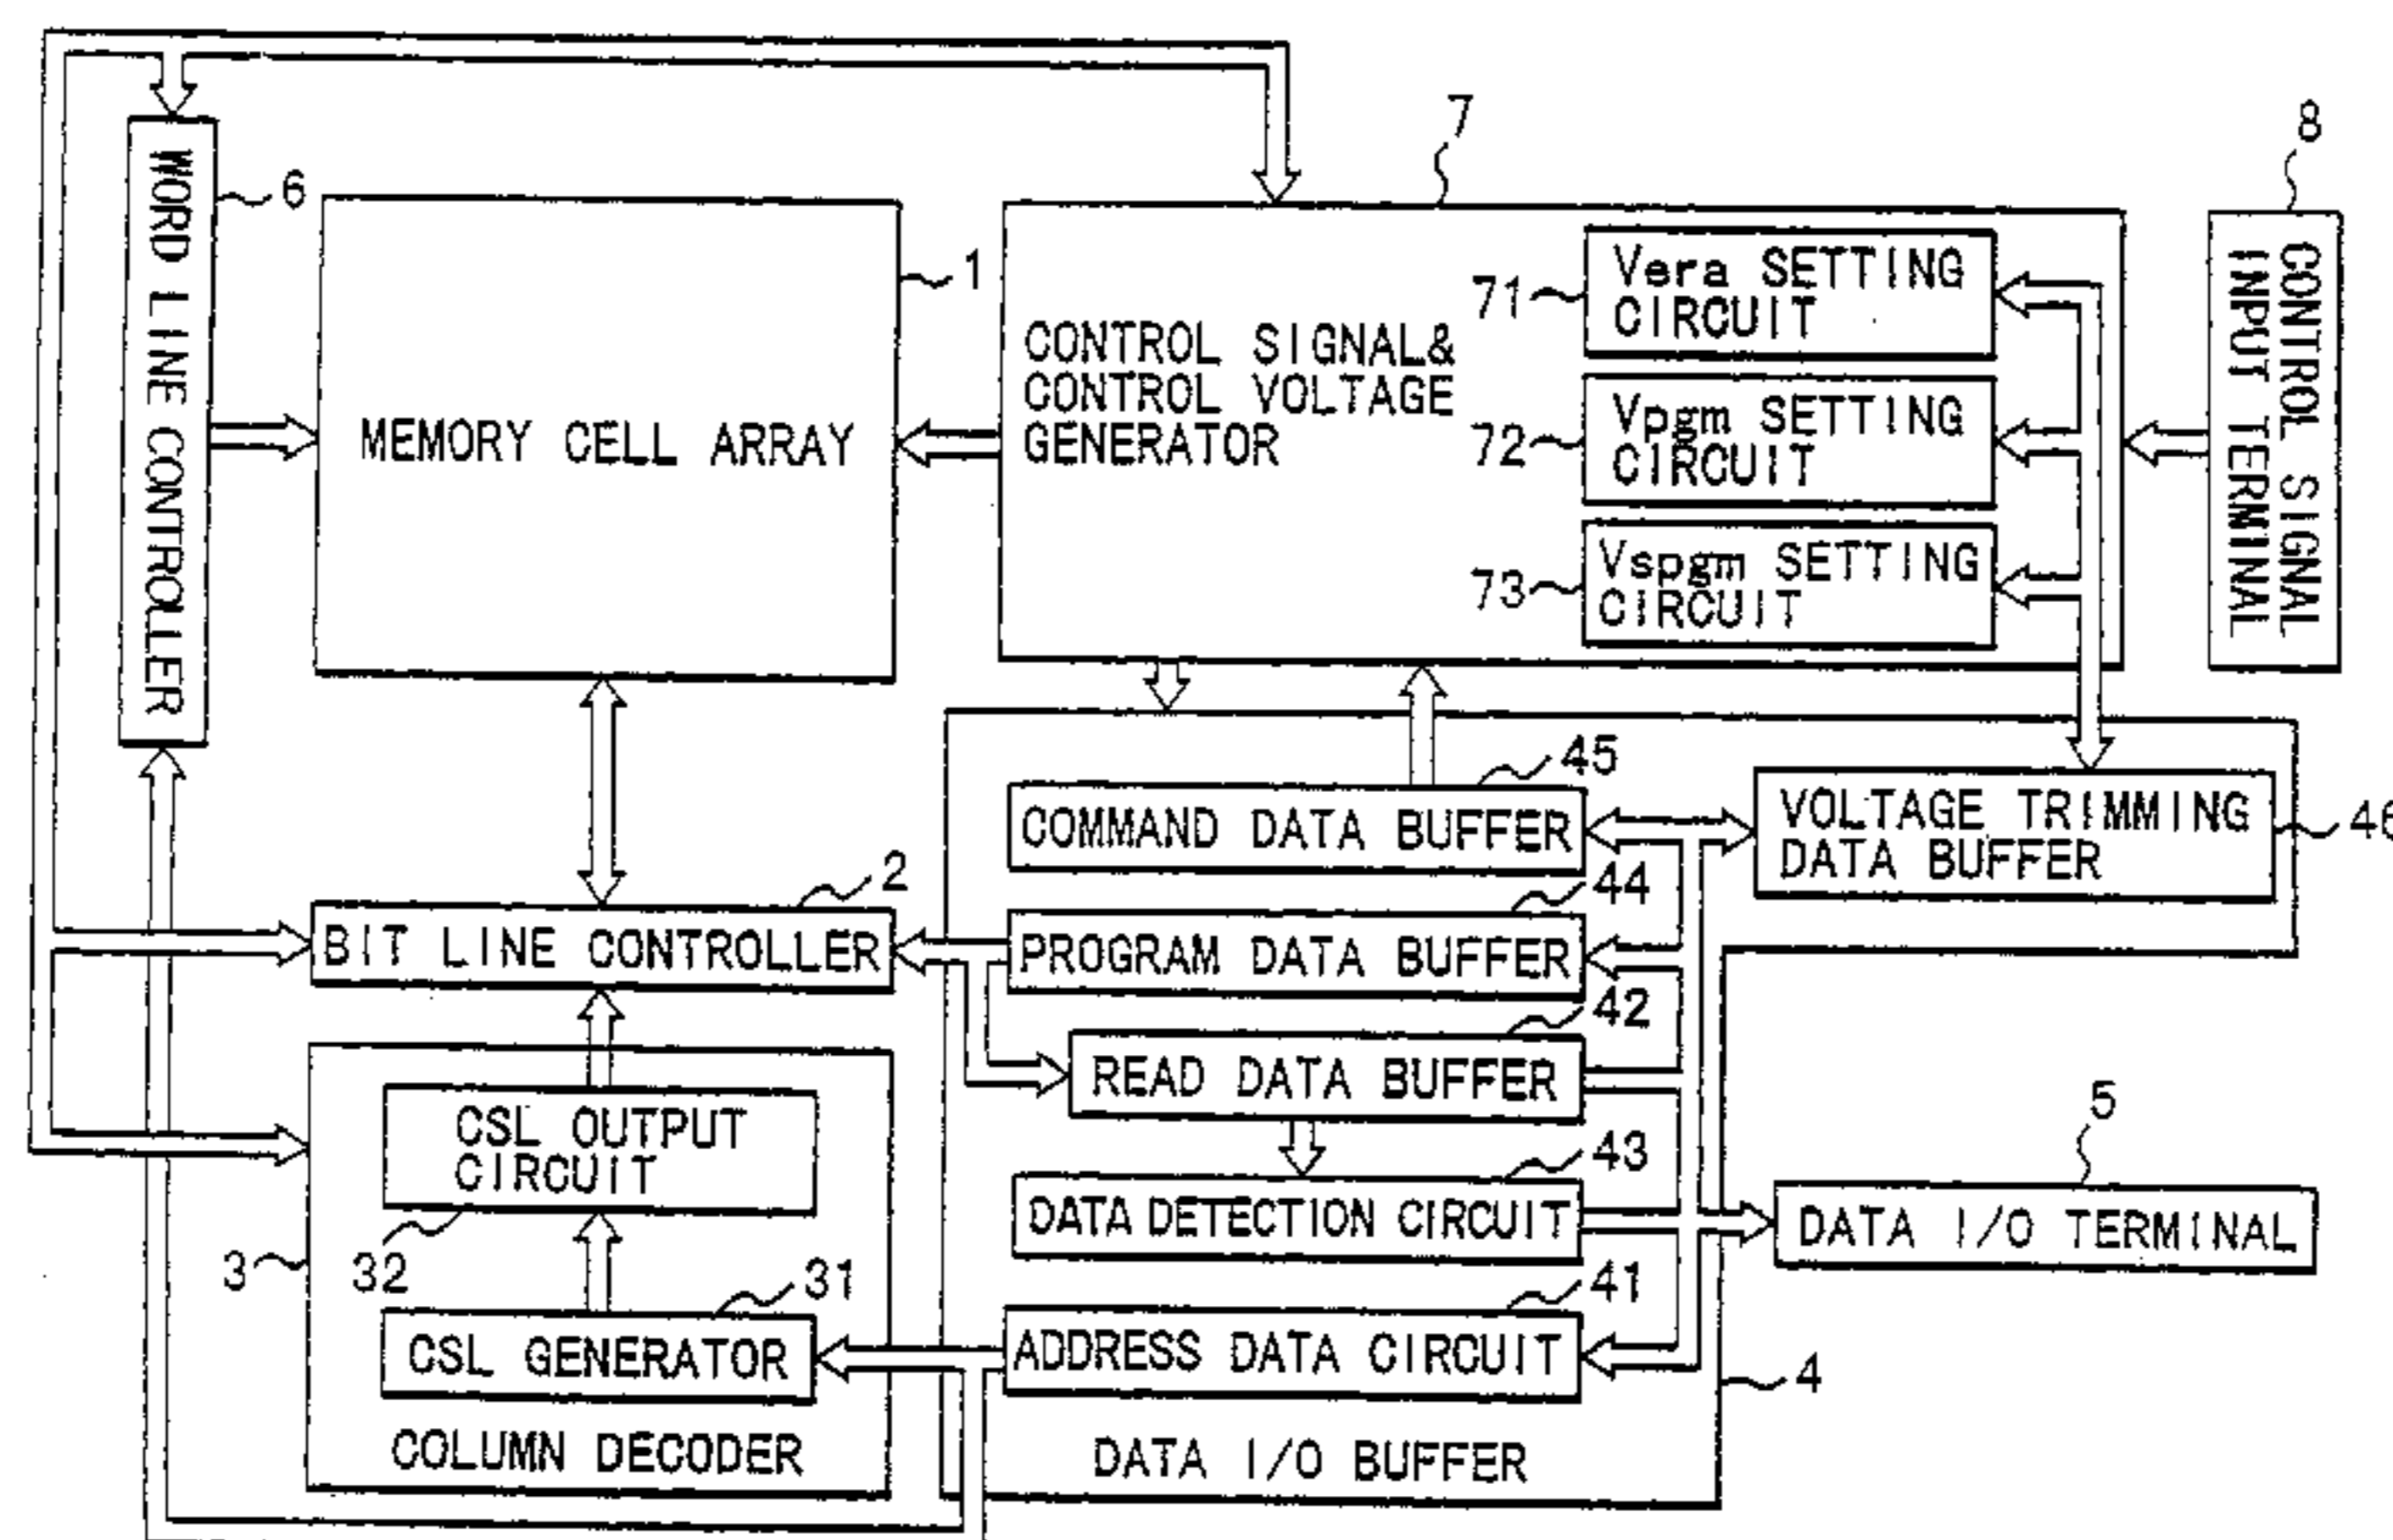 7
8
WORD LINE CONTROLLER
6
1
MEMORY CELL ARRAY
CONTROL SIGNAL&
CONTROL VOLTAGE
GENERATOR
71
Vera SETTING
CIRCUIT
72
Vpgm SETTING
CIRCUIT
73
Vspgm SETTING
CIRCUIT
CONTROL SIGNAL
INPUT TERMINAL
45
COMMAND DATA BUFFER
VOLTAGE TRIMMING
DATA BUFFER
46
2
BIT LINE CONTROLLER
44
PROGRAM DATA BUFFER
42
READ DATA BUFFER
CSL OUTPUT
CIRCUIT
43
DATA DETECTION CIRCUIT
5
DATA I/O TERMINAL
3
32
31
CSL GENERATOR
41
ADDRESS DATA CIRCUIT
4
COLUMN DECODER
DATA I/O BUFFER